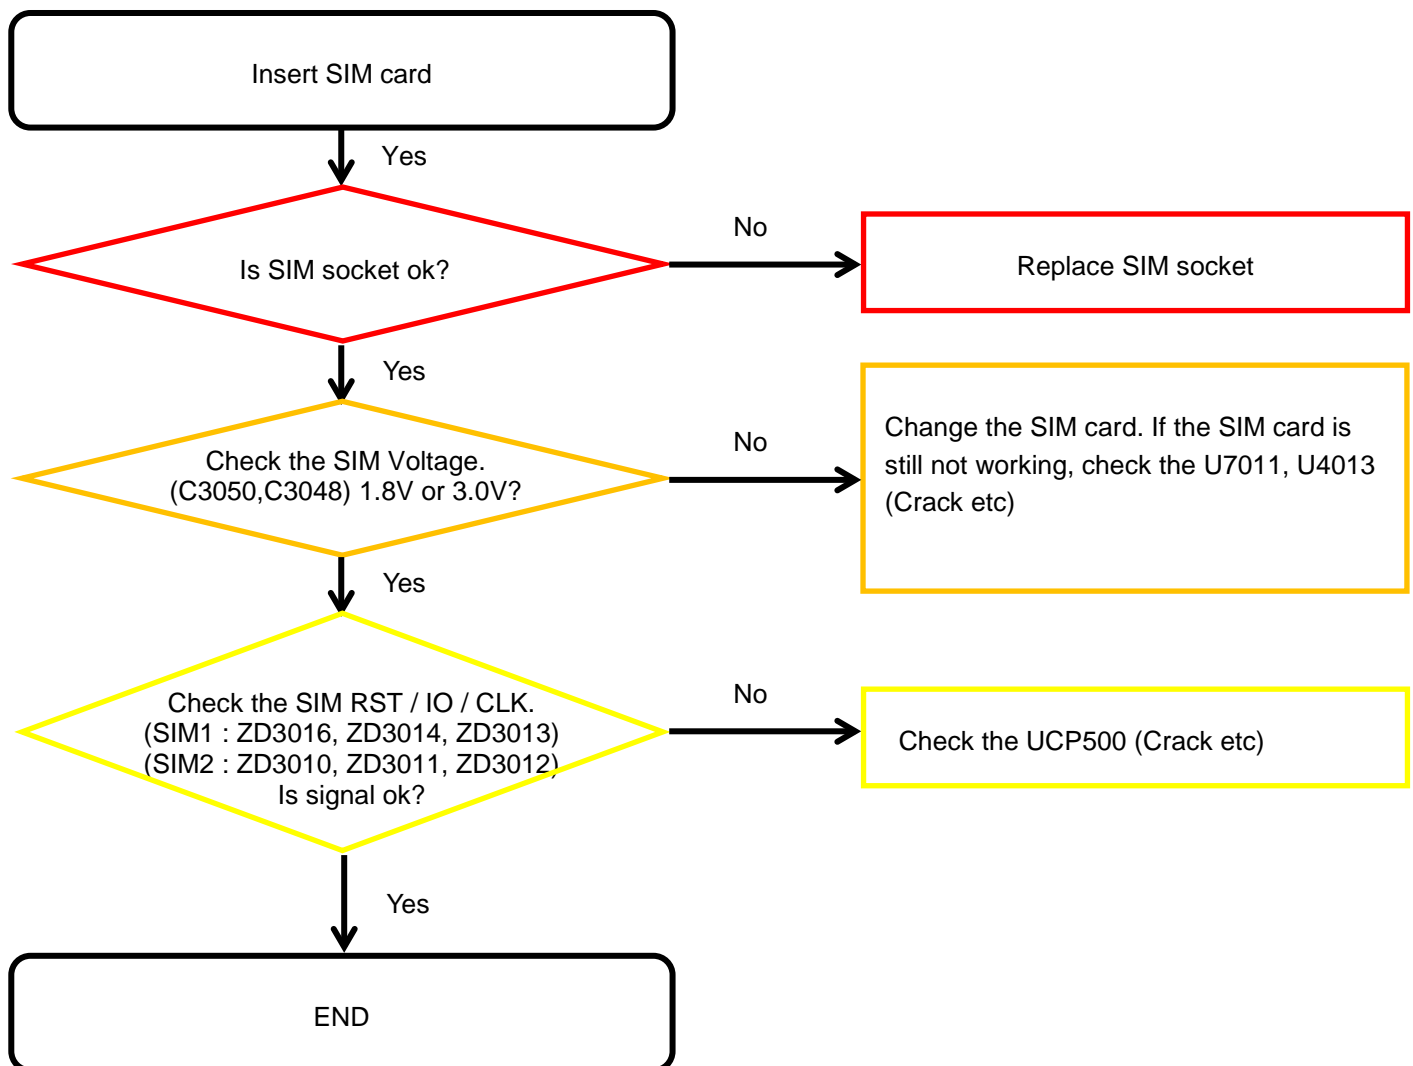 Insert SIM card
Yes
Is SIM socket ok?
No
Replace SIM socket
Yes
Check the SIM Voltage.
(C3050,C3048) 1.8V or 3.0V?
No
Change the SIM card. If the SIM card is
still not working, check the U7011, U4013
(Crack etc)
Yes
Check the SIM RST / IO / CLK.
(SIM1 : ZD3016, ZD3014, ZD3013)
(SIM2 : ZD3010, ZD3011, ZD3012)
Is signal ok?
No
Check the UCP500 (Crack etc)
Yes
END